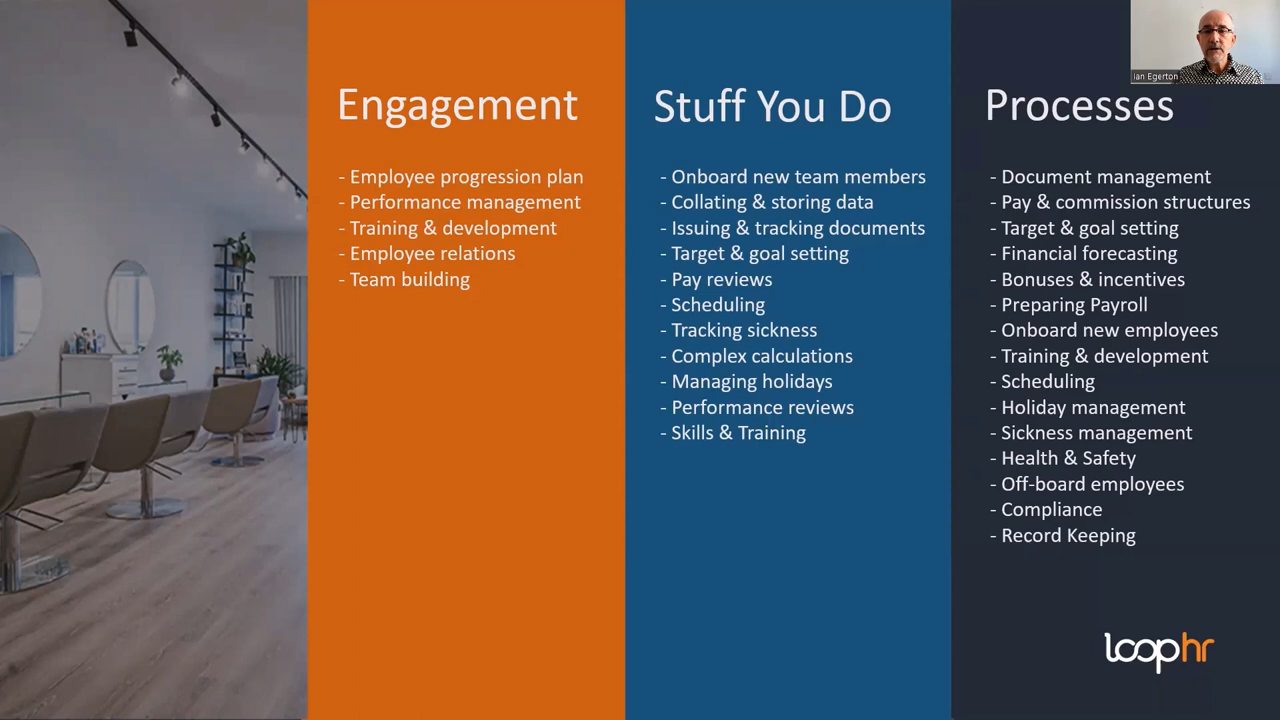 Ian Egerton
Engagement
- Employee progression plan
- Performance management
- Training & development
- Employee relations
- Team building
Stuff You Do
- Onboard new team members
- Collating & storing data
- Issuing & tracking documents
- Target & goal setting
- Pay reviews
- Scheduling
- Tracking sickness
- Complex calculations
- Managing holidays
- Performance reviews
- Skills & Training
Processes
- Document management
- Pay & commission structures
- Target & goal setting
- Financial forecasting
- Bonuses & incentives
- Preparing Payroll
- Onboard new employees
- Training & development
- Scheduling
- Holiday management
- Sickness management
- Health & Safety
- Off-board employees
- Compliance
- Record Keeping
loophr